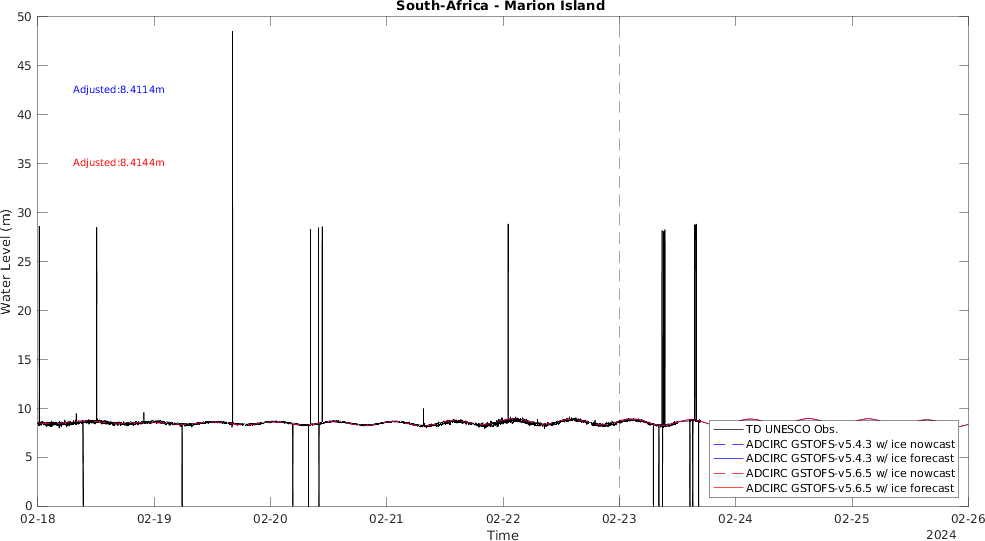 South-Africa - Marion Island
50
45
40
35
30
25
20
15
10
5
0
Water Level (m)
Adjusted:8.4114m
Adjusted:8.4144m
TD UNESCO Obs.
ADCIRC GSTOFS-v5.4.3 w/ ice nowcast
ADCIRC GSTOFS-v5.4.3 w/ ice forecast
ADCIRC GSTOFS-v5.6.5 w/ ice nowcast
ADCIRC GSTOFS-v5.6.5 w/ ice forecast
02-18 02-19 02-20 02-21 02-22 02-23 02-24 02-25 02-26
Time
2024